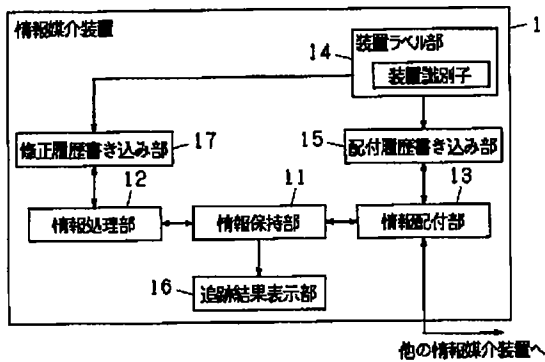 情報媒介装置
1
14
装置ラベル部
装置識別子
修正履歴書き込み部
17
15
配付履歴書き込み部
12
11
13
情報処理部
情報保持部
情報配付部
16
追跡結果表示部
他の情報媒介装置へ